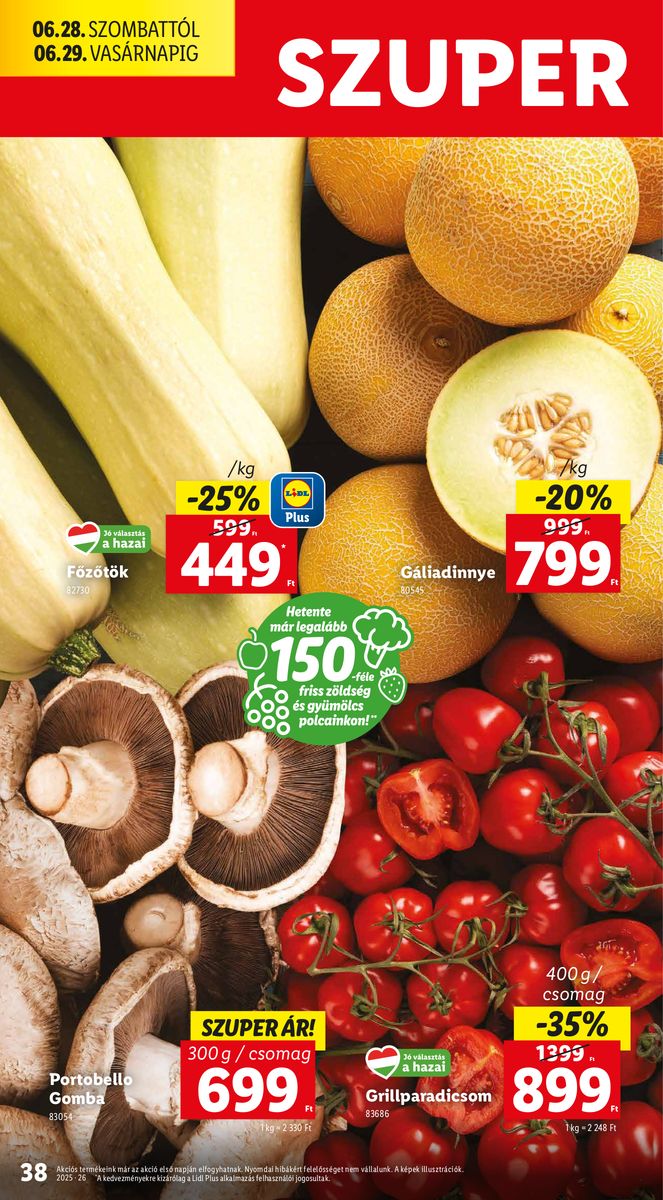 06.28. SZOMBATTÓL
06.29. VASÁRNAPIG
SZUPER
/kg
-25%
LIDL
Plus
599 Ft
449* Ft
Jó választás
a hazai
Főzőtök
82730
/kg
-20%
999 Ft
799 Ft
Gáliadinnye
80545
Hetente
már legalább
150-féle
friss zöldség
és gyümölcs
polcainkon!**
SZUPER ÁR!
300 g / csomag
699 Ft
1 kg = 2 330 Ft
Portobello
Gomba
83054
400 g /
csomag
-35%
1399 Ft
899 Ft
1 kg = 2 248 Ft
Jó választás
a hazai
Grillparadicsom
83686
38
Akciós termékeink már az akció első napján elfogyhatnak. Nyomdai hibákért felelősséget nem vállalunk. A képek illusztrációk.
2025 · 26 *A kedvezményekre kizárólag a Lidl Plus alkalmazás felhasználói jogosultak.